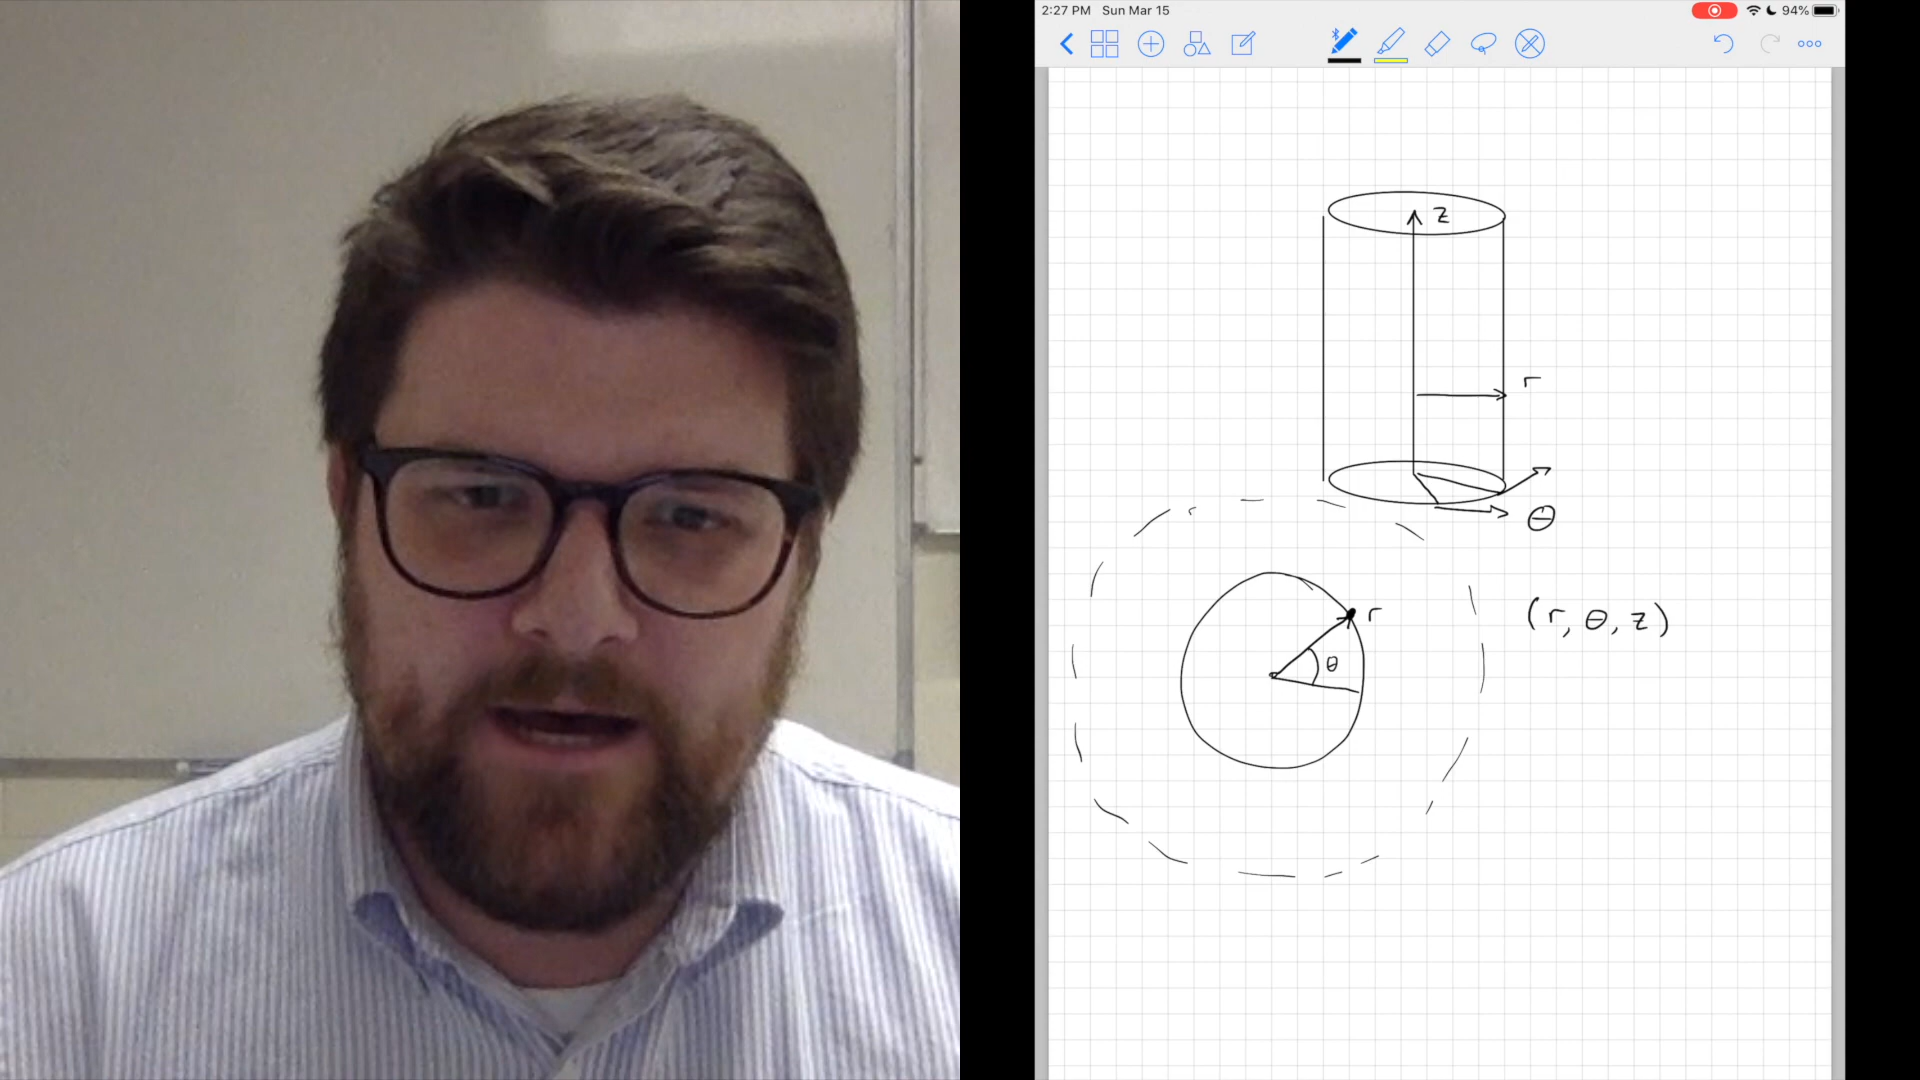 2:27 PM Sun Mar 15
94%
z
r
θ
r
θ
(r, θ, z)